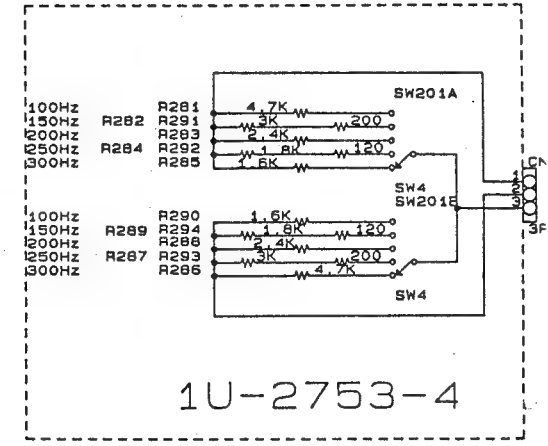 SW201A
100Hz R281 4.7K
150Hz R282 R291 3K 200
200Hz R283 2.4K
250Hz R284 R292 1.8K 120
300Hz R285 1.6K
CN
1
2
3
3P
SW4
SW201B
100Hz R290 1.6K
150Hz R289 R294 1.8K 120
200Hz R288 2.4K
250Hz R287 R293 3K 200
300Hz R286 4.7K
SW4
1U-2753-4